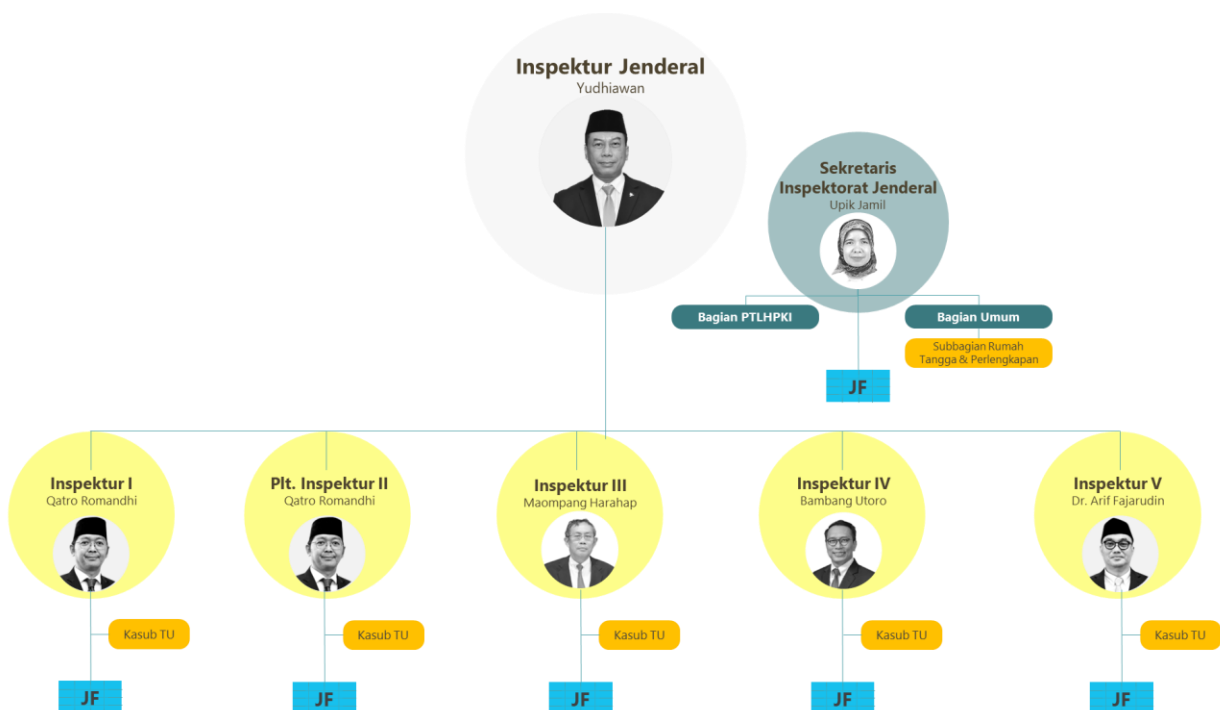 Inspektur Jenderal
Yudhiawan
Sekretaris
Inspektorat Jenderal
Upik Jamil
Bagian PTLHPKI
Bagian Umum
Subbagian Rumah
Tangga & Perlengkapan
JF
Inspektur I
Qatro Romandhi
Plt. Inspektur II
Qatro Romandhi
Inspektur III
Maompang Harahap
Inspektur IV
Bambang Utoro
Inspektur V
Dr. Arif Fajarudin
Kasub TU
Kasub TU
Kasub TU
Kasub TU
Kasub TU
JF
JF
JF
JF
JF